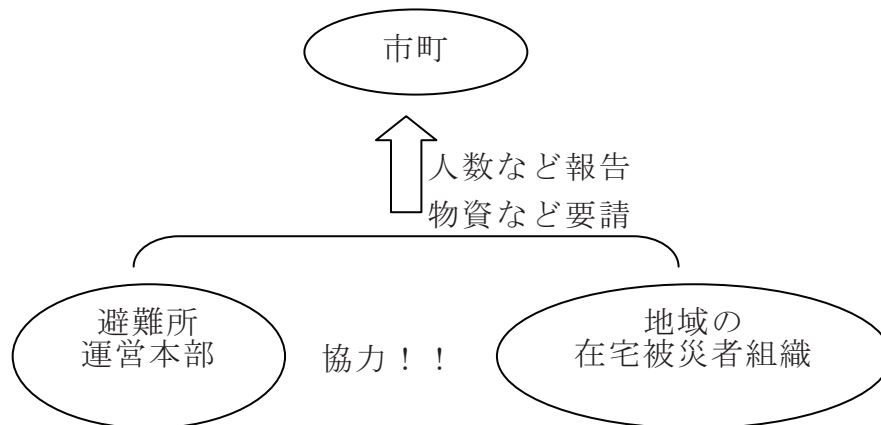 市町
人数など報告
物資など要請
避難所
運営本部
協力！！
地域の
在宅被災者組織